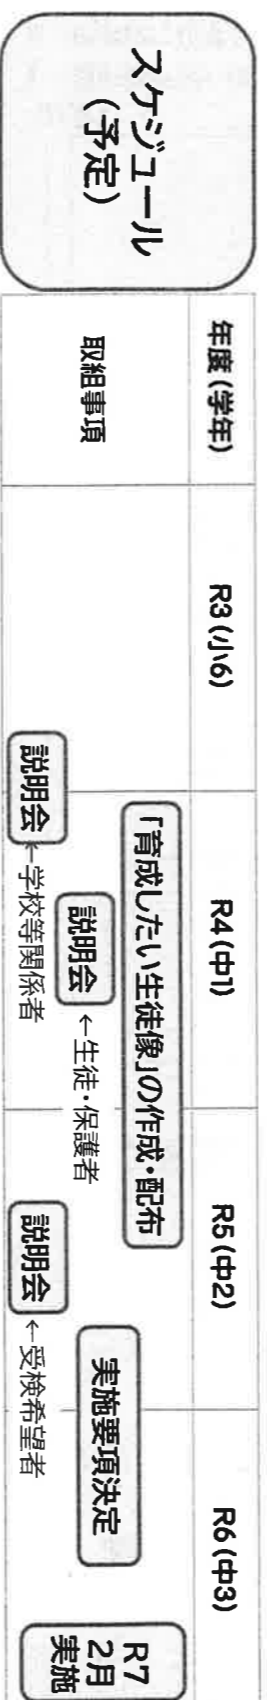 スケジュール
(予定)
年度(学年)
R3(小6)
R4(中1)
R5(中2)
R6(中3)
取組事項
「育成したい生徒像」の作成・配布
説明会
←学校等関係者
説明会
←生徒・保護者
説明会
←受検希望者
実施要項決定
R7
2月
実施